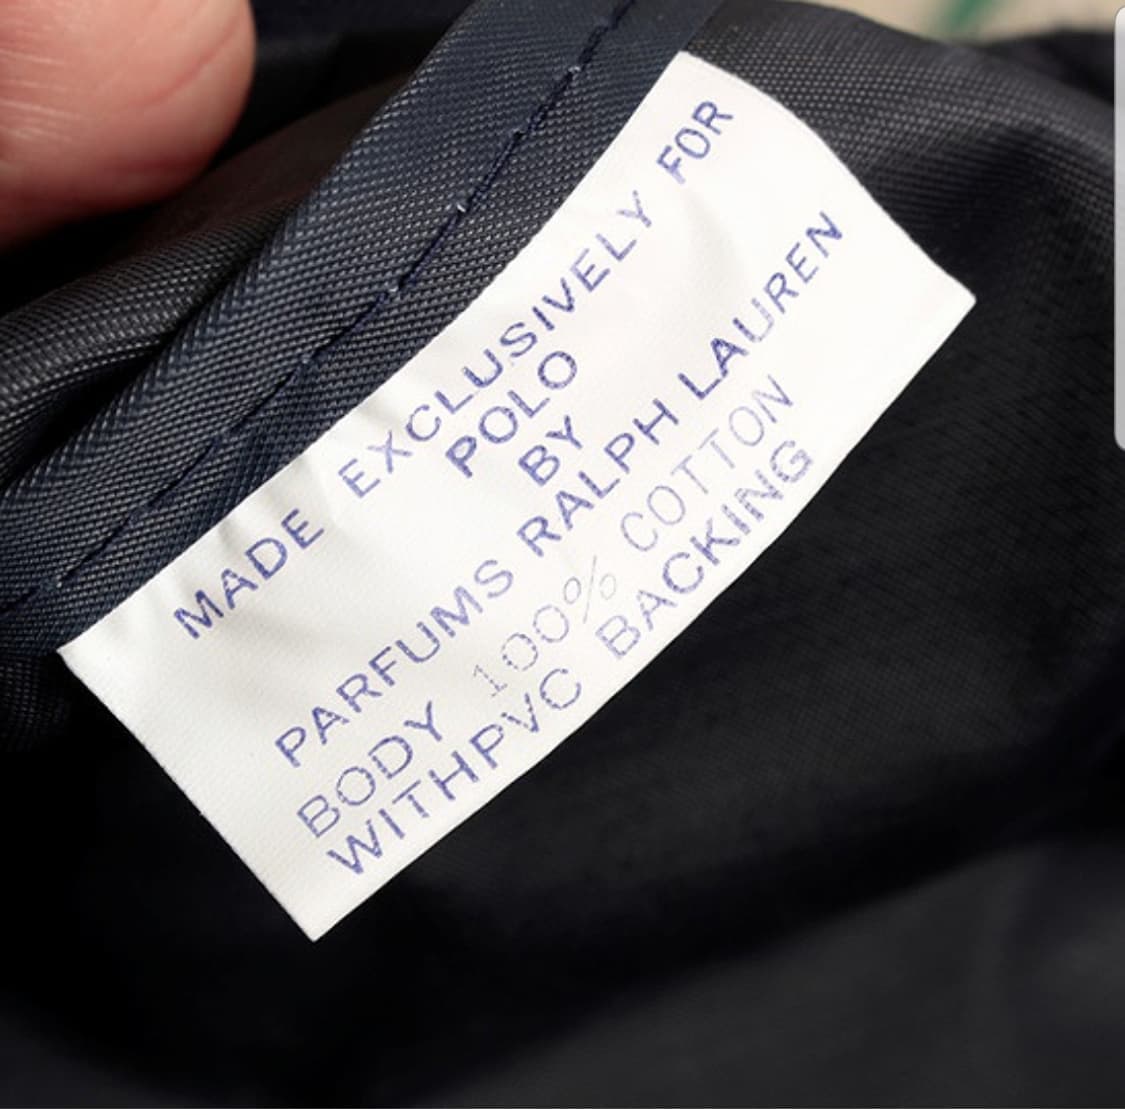 MADE EXCLUSIVELY FOR
POLO
BY
PARFUMS RALPH LAUREN
BODY 100% COTTON
WITHPVC BACKING